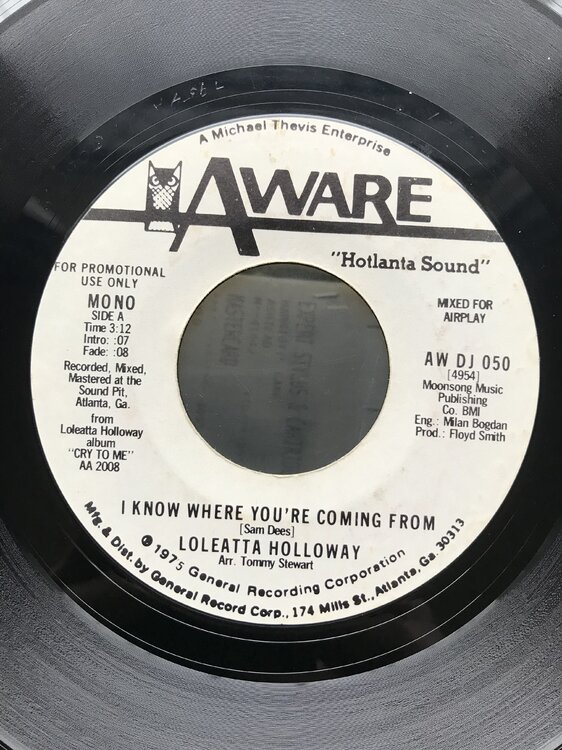 A Michael Thevis Enterprise
AWARE
"Hotlanta Sound"
FOR PROMOTIONAL
USE ONLY
MONO
SIDE A
Time 3:12
Intro: :07
Fade: :08
Recorded, Mixed,
Mastered at the
Sound Pit,
Atlanta, Ga.
from
Loleatta Holloway
album
"CRY TO ME"
AA 2008
MIXED FOR
AIRPLAY
AW DJ 050
[4954]
Moonsong Music
Publishing
Co. BMI
Eng.: Milan Bogdan
Prod.: Floyd Smith
I KNOW WHERE YOU'RE COMING FROM
[Sam Dees]
LOLEATTA HOLLOWAY
Arr. Tommy Stewart
℗ 1975 General Recording Corporation
Mfg. & Dist. by General Record Corp., 174 Mills St., Atlanta, Ga. 30313